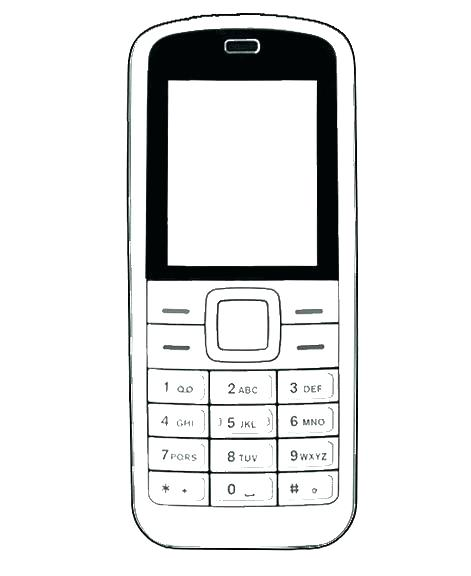 1 2 ABC 3 DEF
4 GHI 5 JKL 6 MNO
7 PQRS 8 TUV 9 WXYZ
* + 0 ␣ #